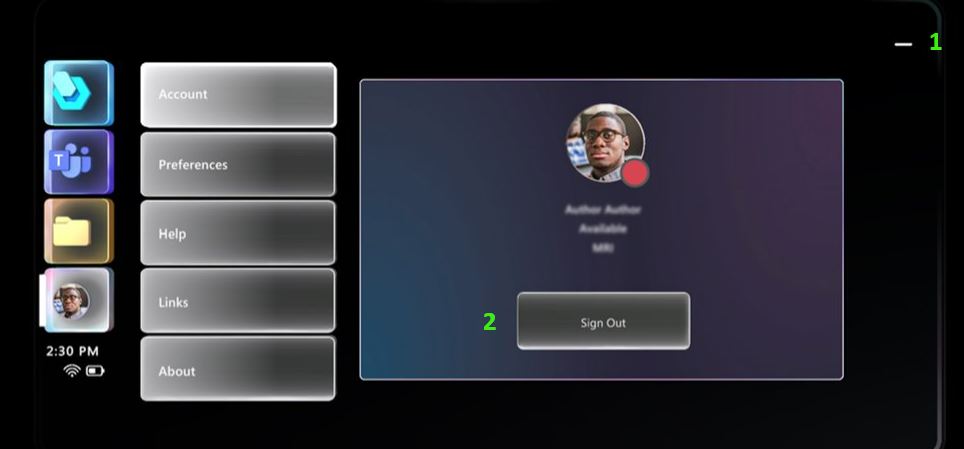 1
Account
Preferences
Help
Links
About
2:30 PM
T
Author Author
Available
MRI
2
Sign Out